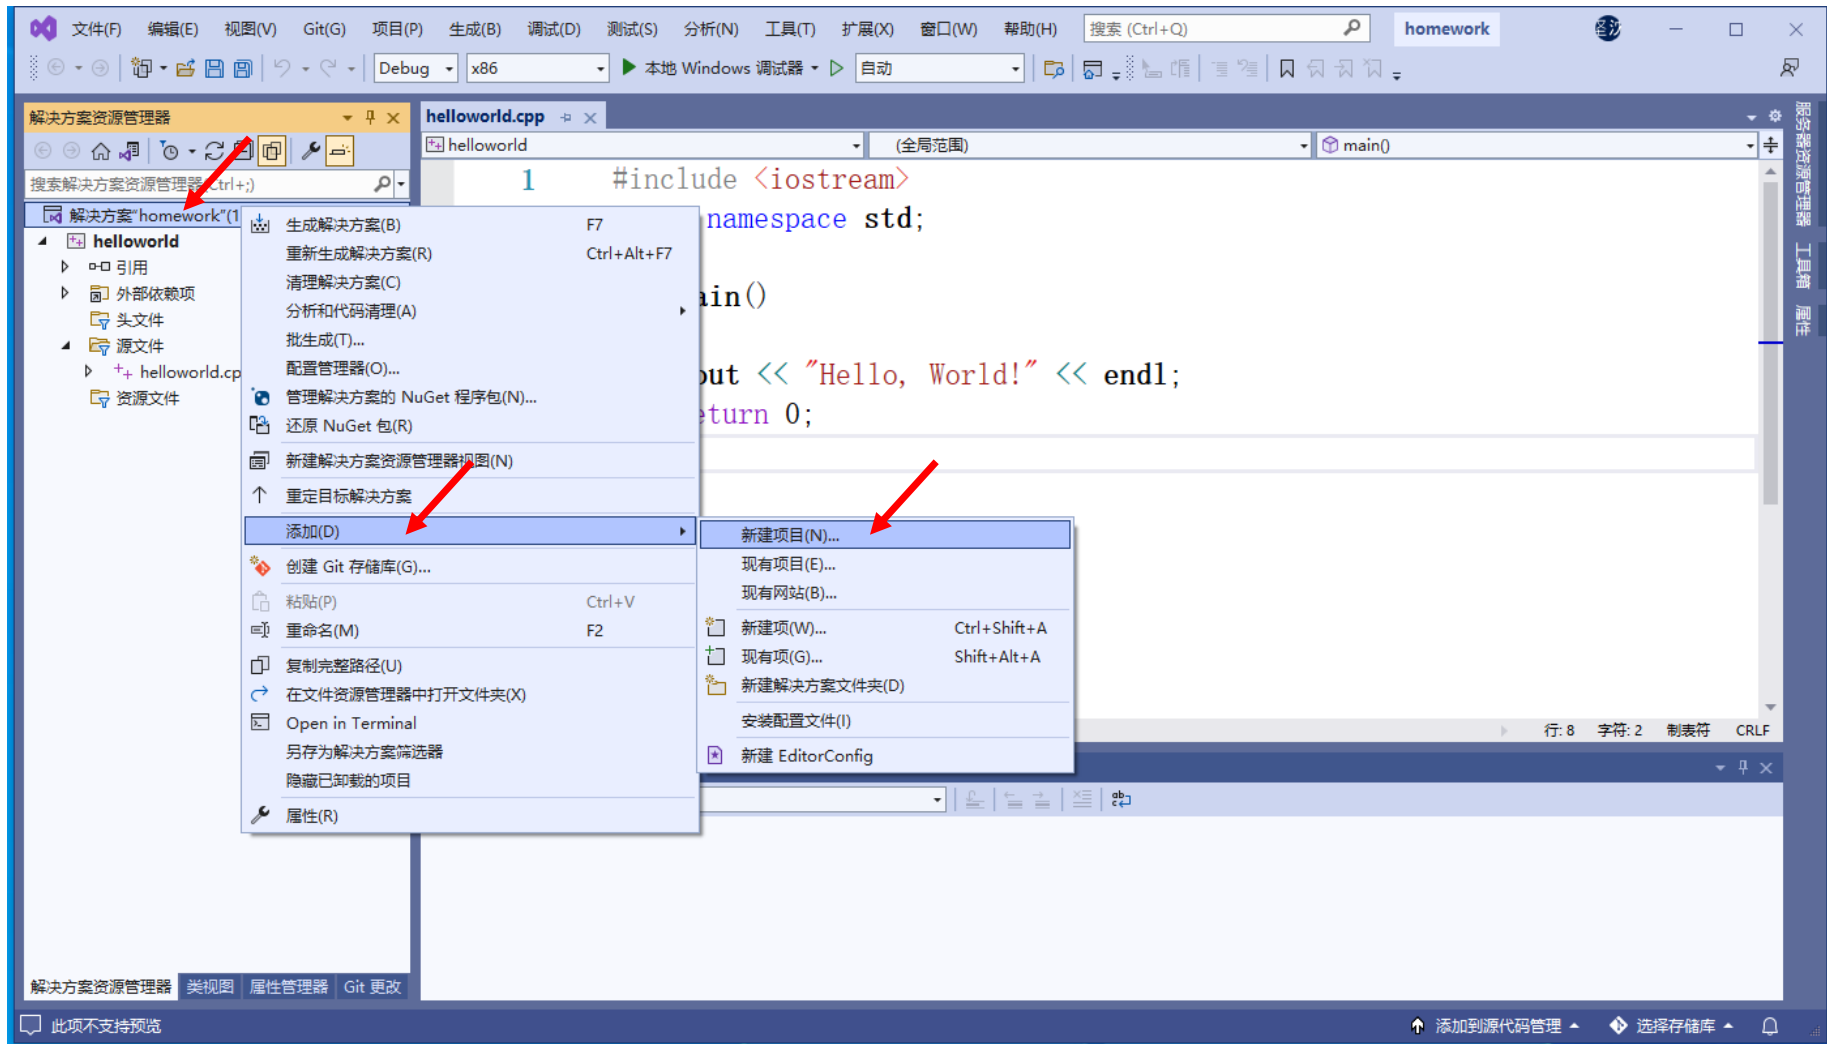 文件(F) 编辑(E) 视图(V) Git(G) 项目(P) 生成(B) 调试(D) 测试(S) 分析(N) 工具(T) 扩展(X) 窗口(W) 帮助(H) 搜索 (Ctrl+Q) homework
Debug x86 本地 Windows 调试器 自动
解决方案资源管理器
搜索解决方案资源管理器(Ctrl+;)
解决方案"homework"(1
helloworld
引用
外部依赖项
头文件
源文件
helloworld.cp
资源文件
helloworld.cpp
helloworld (全局范围) main()
1 #include <iostream>
namespace std;
ain()
out << "Hello, World!" << endl;
eturn 0;
生成解决方案(B) F7
重新生成解决方案(R) Ctrl+Alt+F7
清理解决方案(C)
分析和代码清理(A)
批生成(T)...
配置管理器(O)...
管理解决方案的 NuGet 程序包(N)...
还原 NuGet 包(R)
新建解决方案资源管理器视图(N)
重定目标解决方案
添加(D)
创建 Git 存储库(G)...
粘贴(P) Ctrl+V
重命名(M) F2
复制完整路径(U)
在文件资源管理器中打开文件夹(X)
Open in Terminal
另存为解决方案筛选器
隐藏已卸载的项目
属性(R)
新建项目(N)...
现有项目(E)...
现有网站(B)...
新建项(W)... Ctrl+Shift+A
现有项(G)... Shift+Alt+A
新建解决方案文件夹(D)
安装配置文件(I)
新建 EditorConfig
行: 8 字符: 2 制表符 CRLF
服务器资源管理器
工具箱
属性
解决方案资源管理器 类视图 属性管理器 Git 更改
此项不支持预览 添加到源代码管理 选择存储库